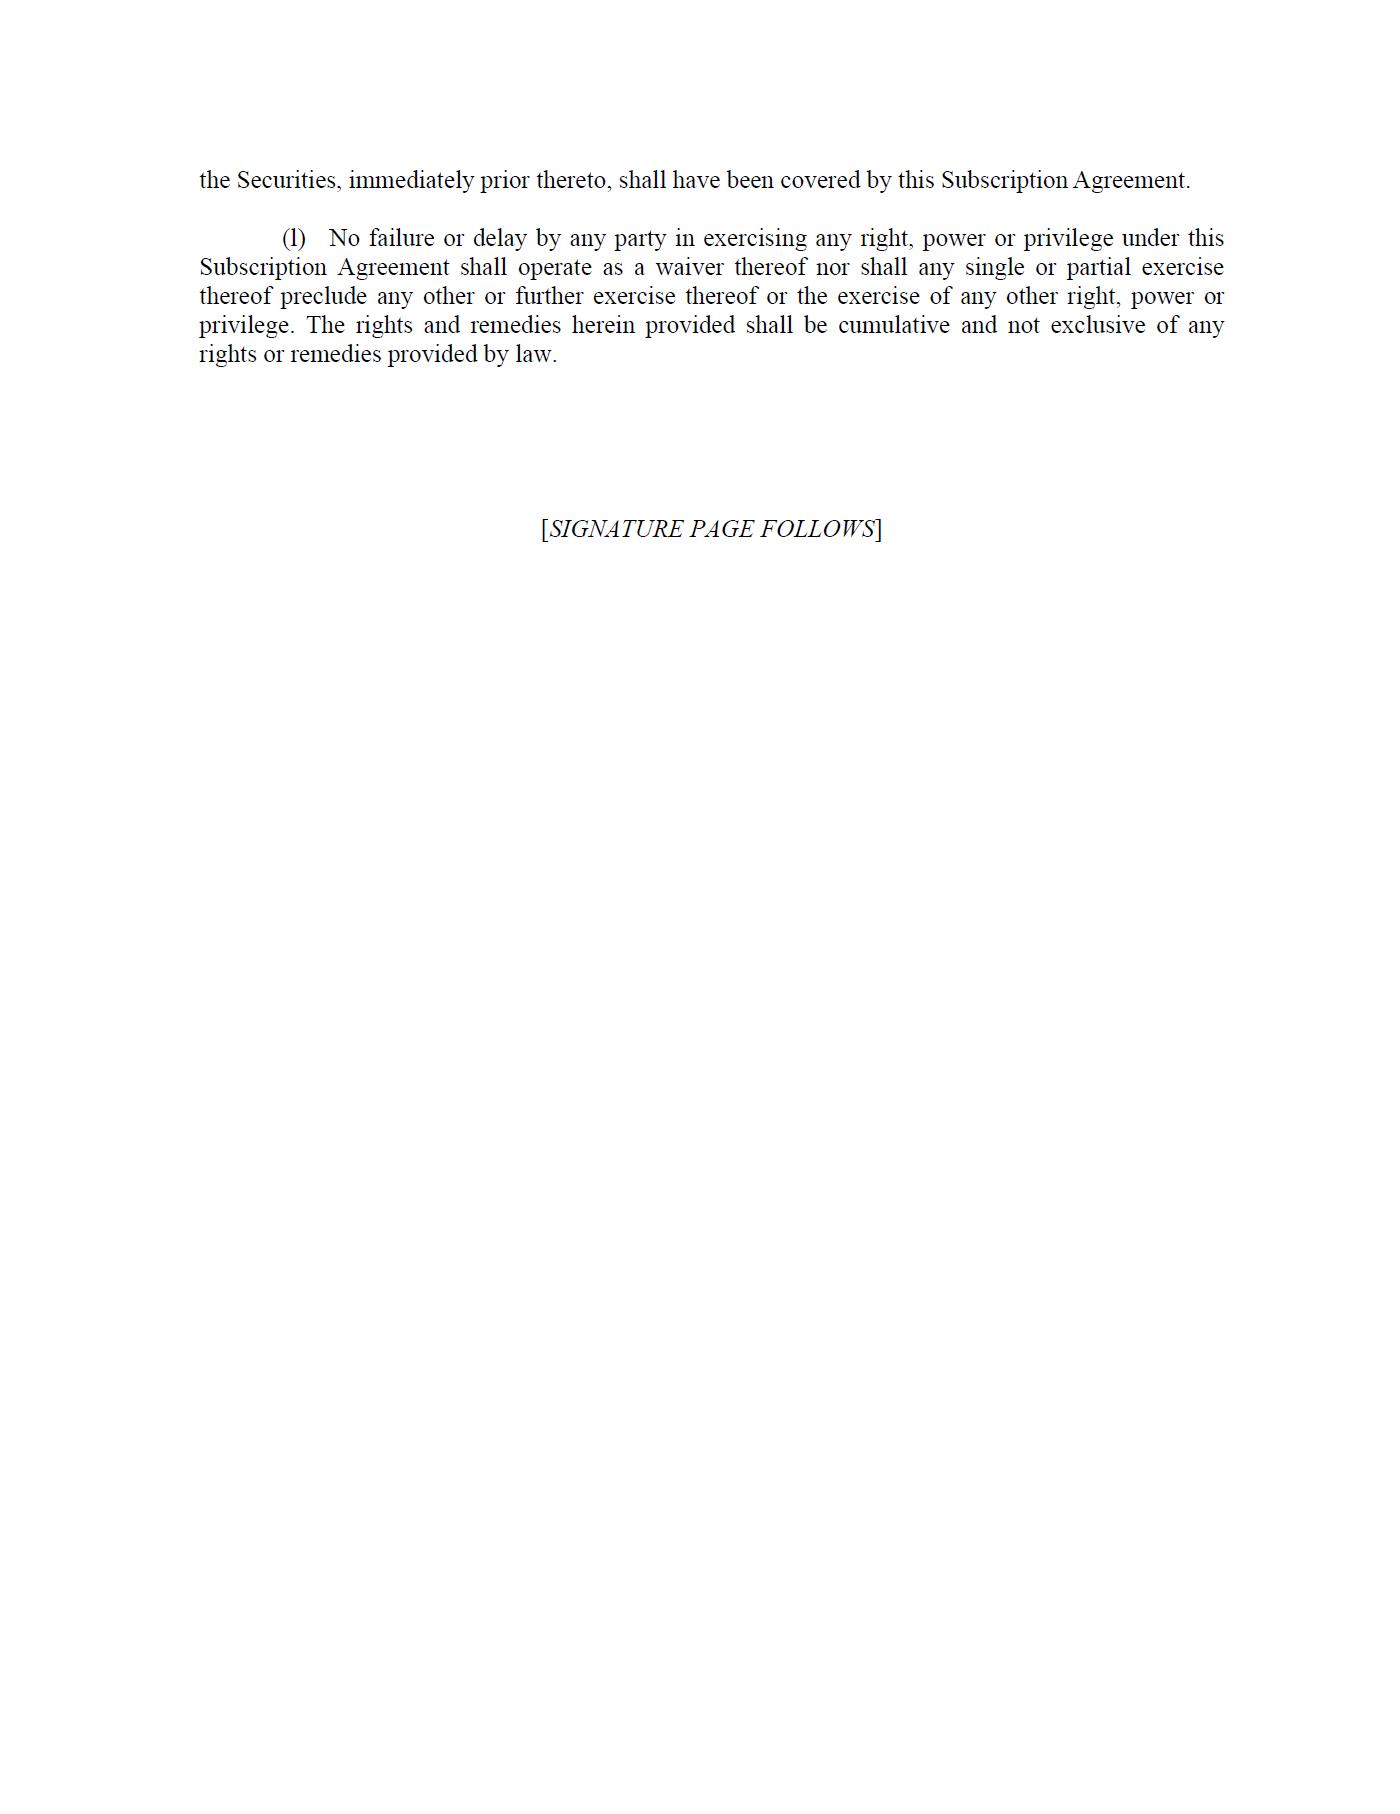 the Securities, immediately prior thereto, shall have been covered by this Subscription Agreement.
(l) No failure or delay by any party in exercising any right, power or privilege under this
Subscription Agreement shall operate as a waiver thereof nor shall any single or partial exercise
thereof preclude any other or further exercise thereof or the exercise of any other right, power or
privilege. The rights and remedies herein provided shall be cumulative and not exclusive of any
rights or remedies provided by law.
[SIGNATURE PAGE FOLLOWS]